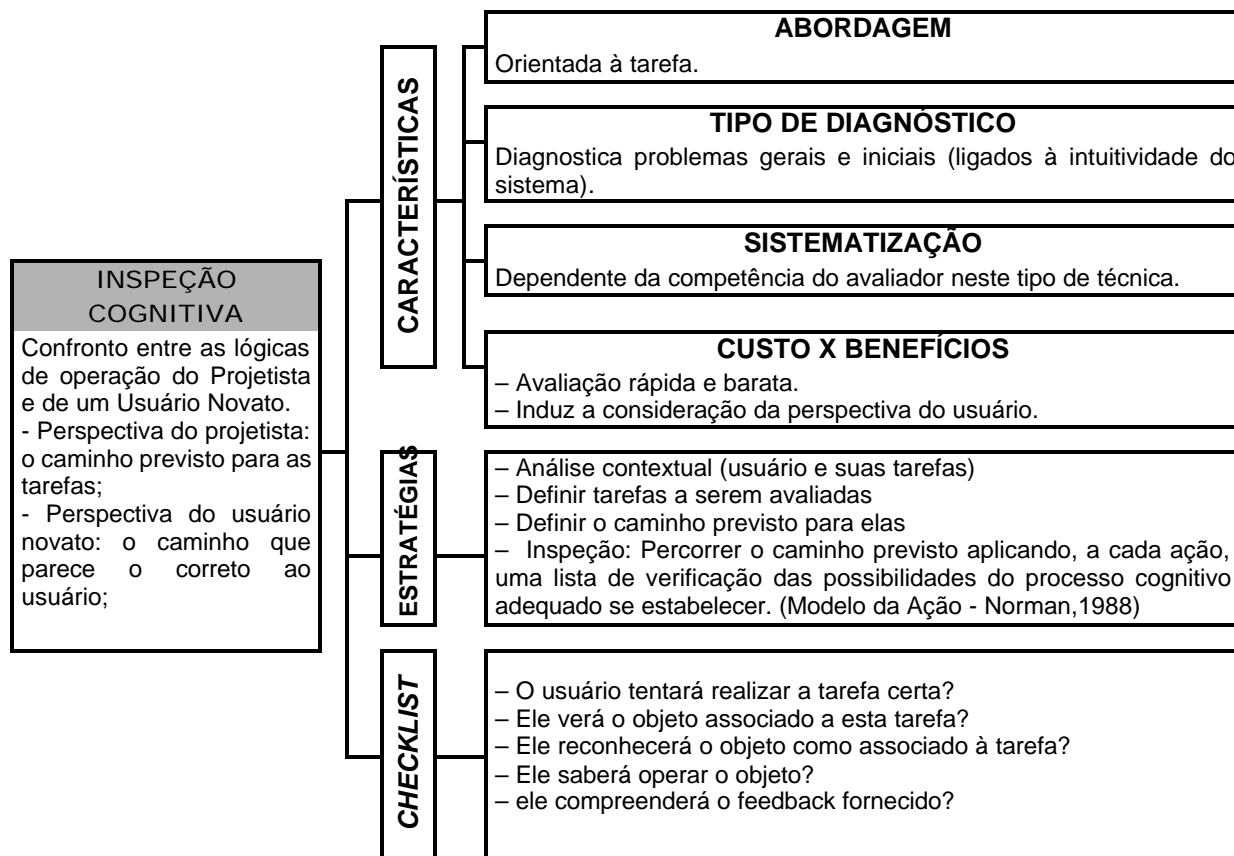 INSPEÇÃO
COGNITIVA
Confronto entre as lógicas
de operação do Projetista
e de um Usuário Novato.
- Perspectiva do projetista:
o caminho previsto para as
tarefas;
- Perspectiva do usuário
novato: o caminho que
parece o correto ao
usuário;
CARACTERÍSTICAS
ABORDAGEM
Orientada à tarefa.
TIPO DE DIAGNÓSTICO
Diagnostica problemas gerais e iniciais (ligados à intuitividade do
sistema).
SISTEMATIZAÇÃO
Dependente da competência do avaliador neste tipo de técnica.
CUSTO X BENEFÍCIOS
– Avaliação rápida e barata.
– Induz a consideração da perspectiva do usuário.
ESTRATÉGIAS
– Análise contextual (usuário e suas tarefas)
– Definir tarefas a serem avaliadas
– Definir o caminho previsto para elas
– Inspeção: Percorrer o caminho previsto aplicando, a cada ação,
uma lista de verificação das possibilidades do processo cognitivo
adequado se estabelecer. (Modelo da Ação - Norman,1988)
CHECKLIST
– O usuário tentará realizar a tarefa certa?
– Ele verá o objeto associado a esta tarefa?
– Ele reconhecerá o objeto como associado à tarefa?
– Ele saberá operar o objeto?
– ele compreenderá o feedback fornecido?